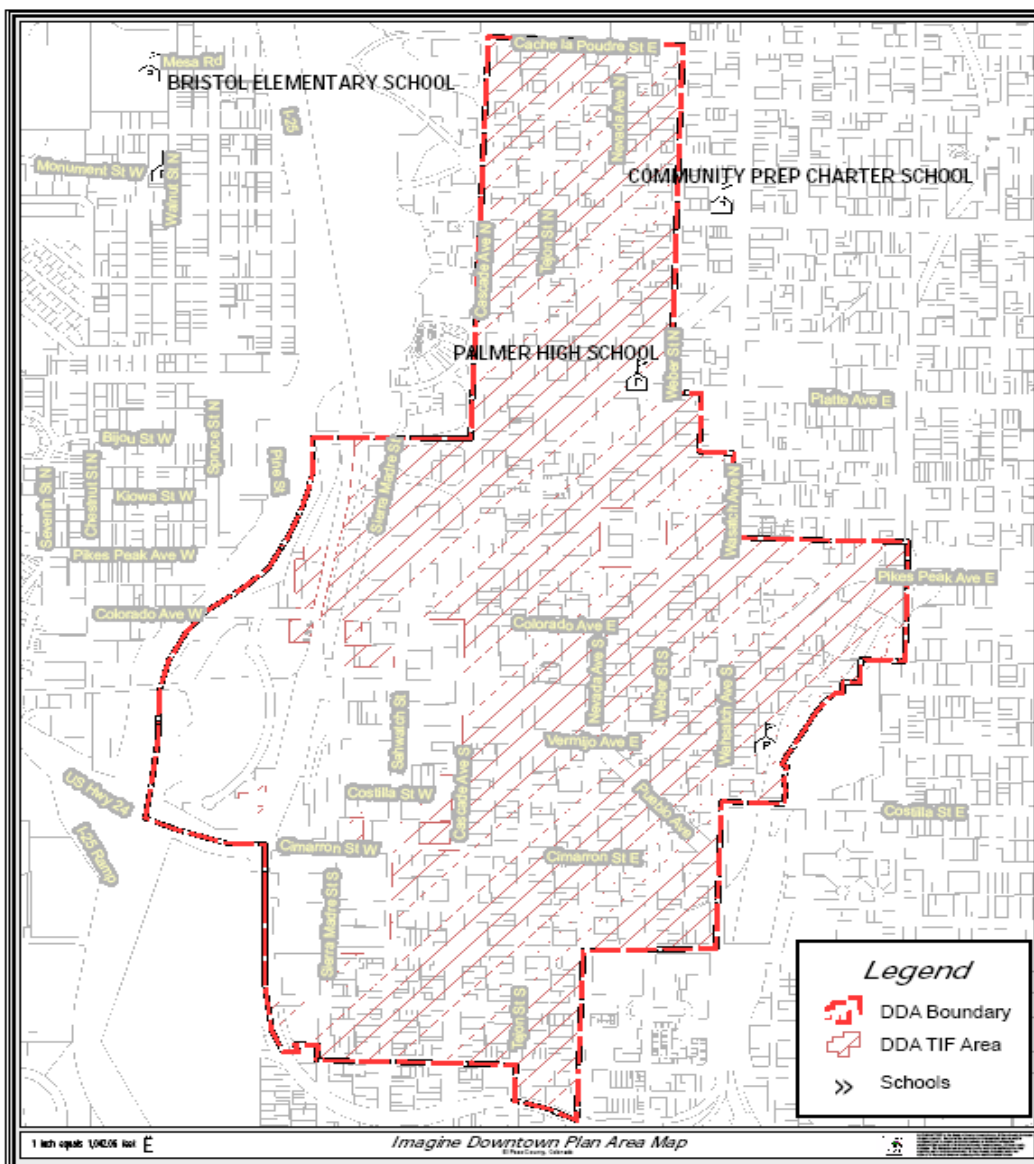 Cache la Poudre St E
Mesa Rd
BRISTOL ELEMENTARY SCHOOL
I-25
Nevada Ave N
Monument St W
Walnut St N
COMMUNITY PREP CHARTER SCHOOL
Tejon St N
Cascade Ave N
PALMER HIGH SCHOOL
Weber St N
Platte Ave E
Bijou St W
Spruce St N
Pine St
Sierra Madre St
Seventh St N
Chestnut St N
Kiowa St W
Wasatch Ave N
Pikes Peak Ave W
Pikes Peak Ave E
Colorado Ave W
Colorado Ave E
Nevada Ave S
Weber St S
Wahsatch Ave S
Sahwatch St
Vermijo Ave E
Cascade Ave S
US Hwy 24
Costilla St W
Pueblo Ave
Costilla St E
I-25 Ramp
Cimarron St W
Cimarron St E
Sierra Madre St S
Tejon St S
Legend
DDA Boundary
DDA TIF Area
Schools
1 inch equals 1,042.06 feet
Imagine Downtown Plan Area Map
El Paso County, Colorado